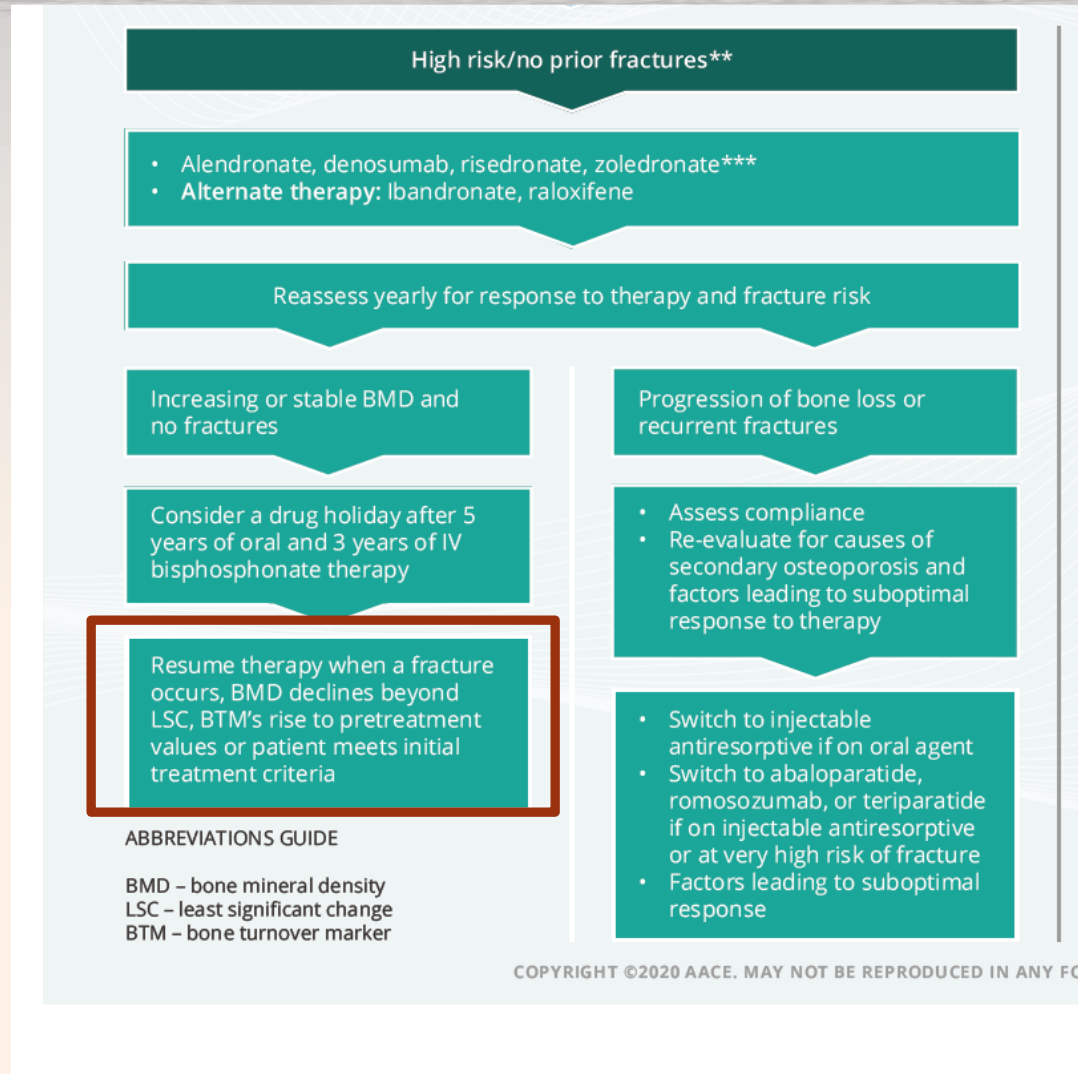 High risk/no prior fractures**
• Alendronate, denosumab, risedronate, zoledronate***
• Alternate therapy: Ibandronate, raloxifene
Reassess yearly for response to therapy and fracture risk
Increasing or stable BMD and
no fractures
Consider a drug holiday after 5
years of oral and 3 years of IV
bisphosphonate therapy
Resume therapy when a fracture
occurs, BMD declines beyond
LSC, BTM's rise to pretreatment
values or patient meets initial
treatment criteria
ABBREVIATIONS GUIDE
BMD – bone mineral density
LSC – least significant change
BTM – bone turnover marker
Progression of bone loss or
recurrent fractures
• Assess compliance
• Re-evaluate for causes of
secondary osteoporosis and
factors leading to suboptimal
response to therapy
• Switch to injectable
antiresorptive if on oral agent
• Switch to abaloparatide,
romosozumab, or teriparatide
if on injectable antiresorptive
or at very high risk of fracture
• Factors leading to suboptimal
response
COPYRIGHT ©2020 AACE. MAY NOT BE REPRODUCED IN ANY